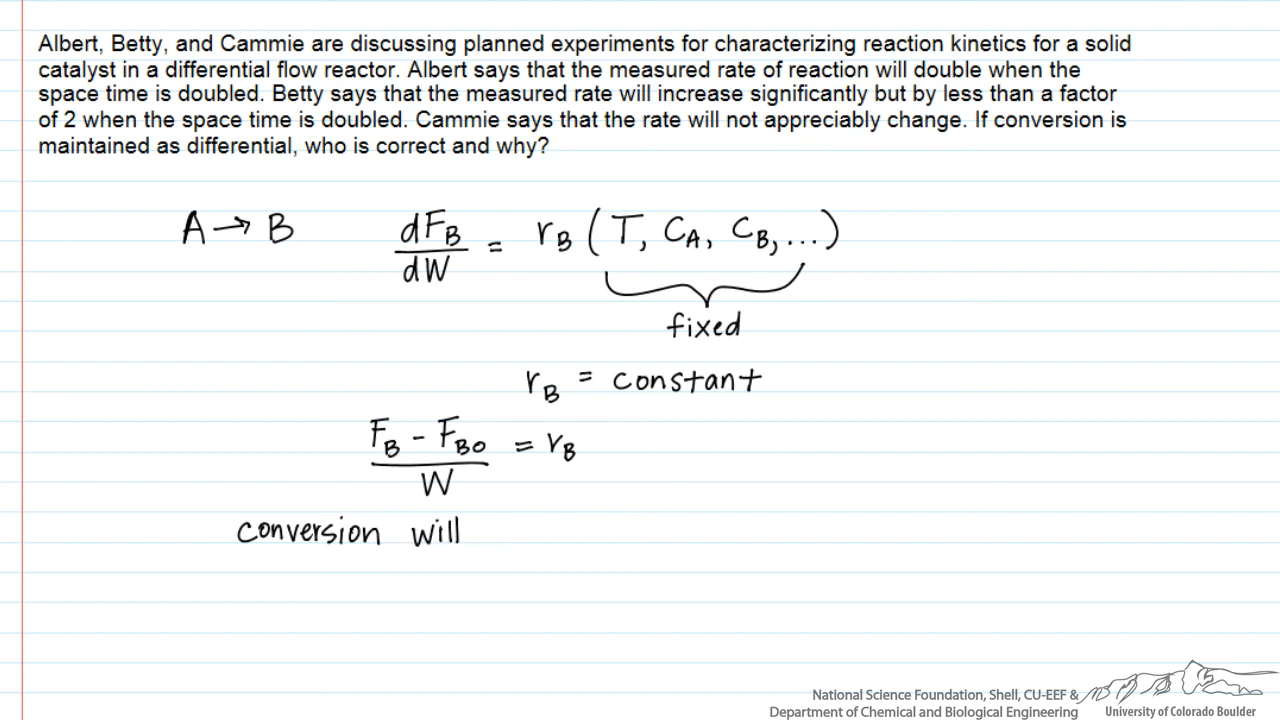 Albert, Betty, and Cammie are discussing planned experiments for characterizing reaction kinetics for a solid
catalyst in a differential flow reactor. Albert says that the measured rate of reaction will double when the
space time is doubled. Betty says that the measured rate will increase significantly but by less than a factor
of 2 when the space time is doubled. Cammie says that the rate will not appreciably change. If conversion is
maintained as differential, who is correct and why?
A → B dF_B/dW = r_B (T, C_A, C_B, ...)
fixed
r_B = constant
F_B - F_B0 / W = r_B
conversion will
National Science Foundation, Shell, CU-EEF &
Department of Chemical and Biological Engineering
University of Colorado Boulder